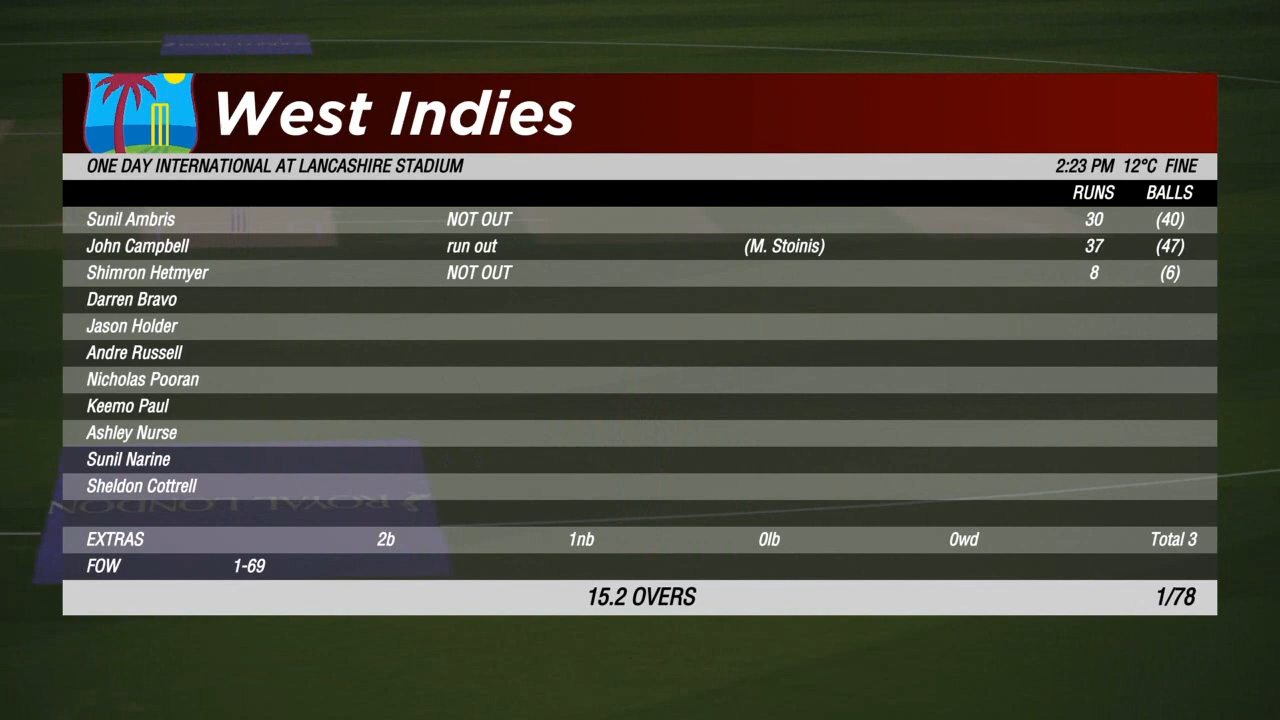 West Indies
ONE DAY INTERNATIONAL AT LANCASHIRE STADIUM 2:23 PM 12°C FINE
RUNS BALLS
Sunil Ambris NOT OUT 30 (40)
John Campbell run out (M. Stoinis) 37 (47)
Shimron Hetmyer NOT OUT 8 (6)
Darren Bravo
Jason Holder
Andre Russell
Nicholas Pooran
Keemo Paul
Ashley Nurse
Sunil Narine
Sheldon Cottrell
ROYAL LONDON
EXTRAS 2b 1nb 0lb 0wd Total 3
FOW 1-69
15.2 OVERS 1/78